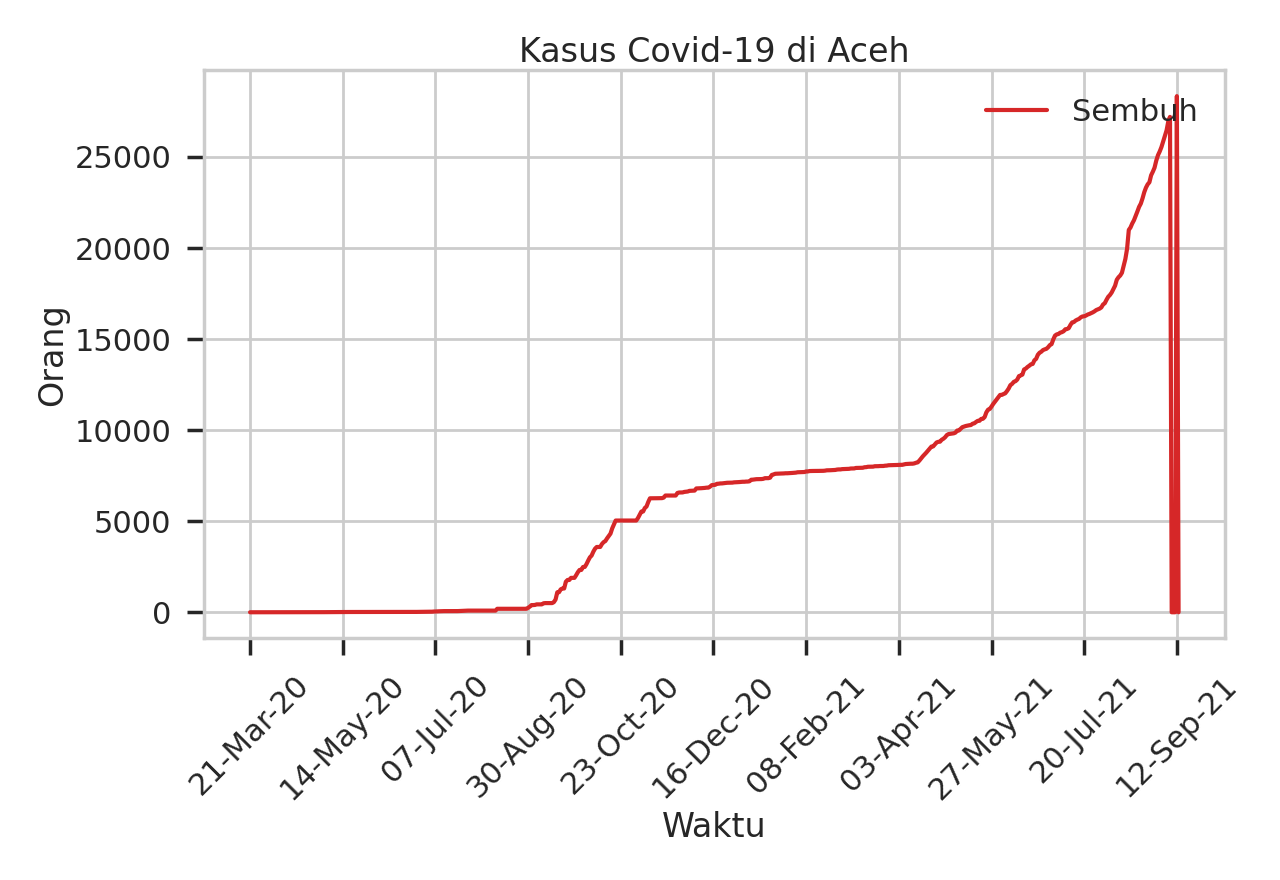 Kasus Covid-19 di Aceh
Sembuh
Orang
25000
20000
15000
10000
5000
0
21-Mar-20
14-May-20
07-Jul-20
30-Aug-20
23-Oct-20
16-Dec-20
08-Feb-21
03-Apr-21
27-May-21
20-Jul-21
12-Sep-21
Waktu